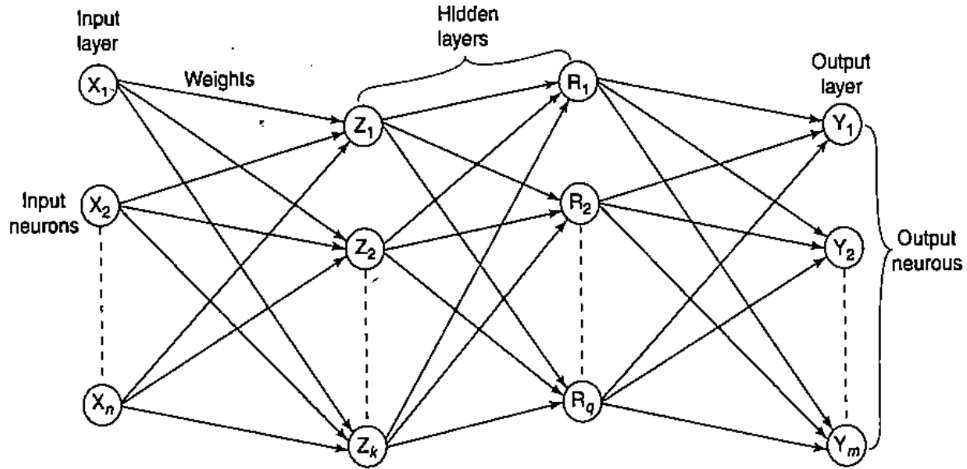 Input
layer
Hidden
layers
Weights
Output
layer
X1
Z1
R1
Y1
Input
neurons
X2
Z2
R2
Y2
Output
neurous
Xn
Zk
Rq
Ym